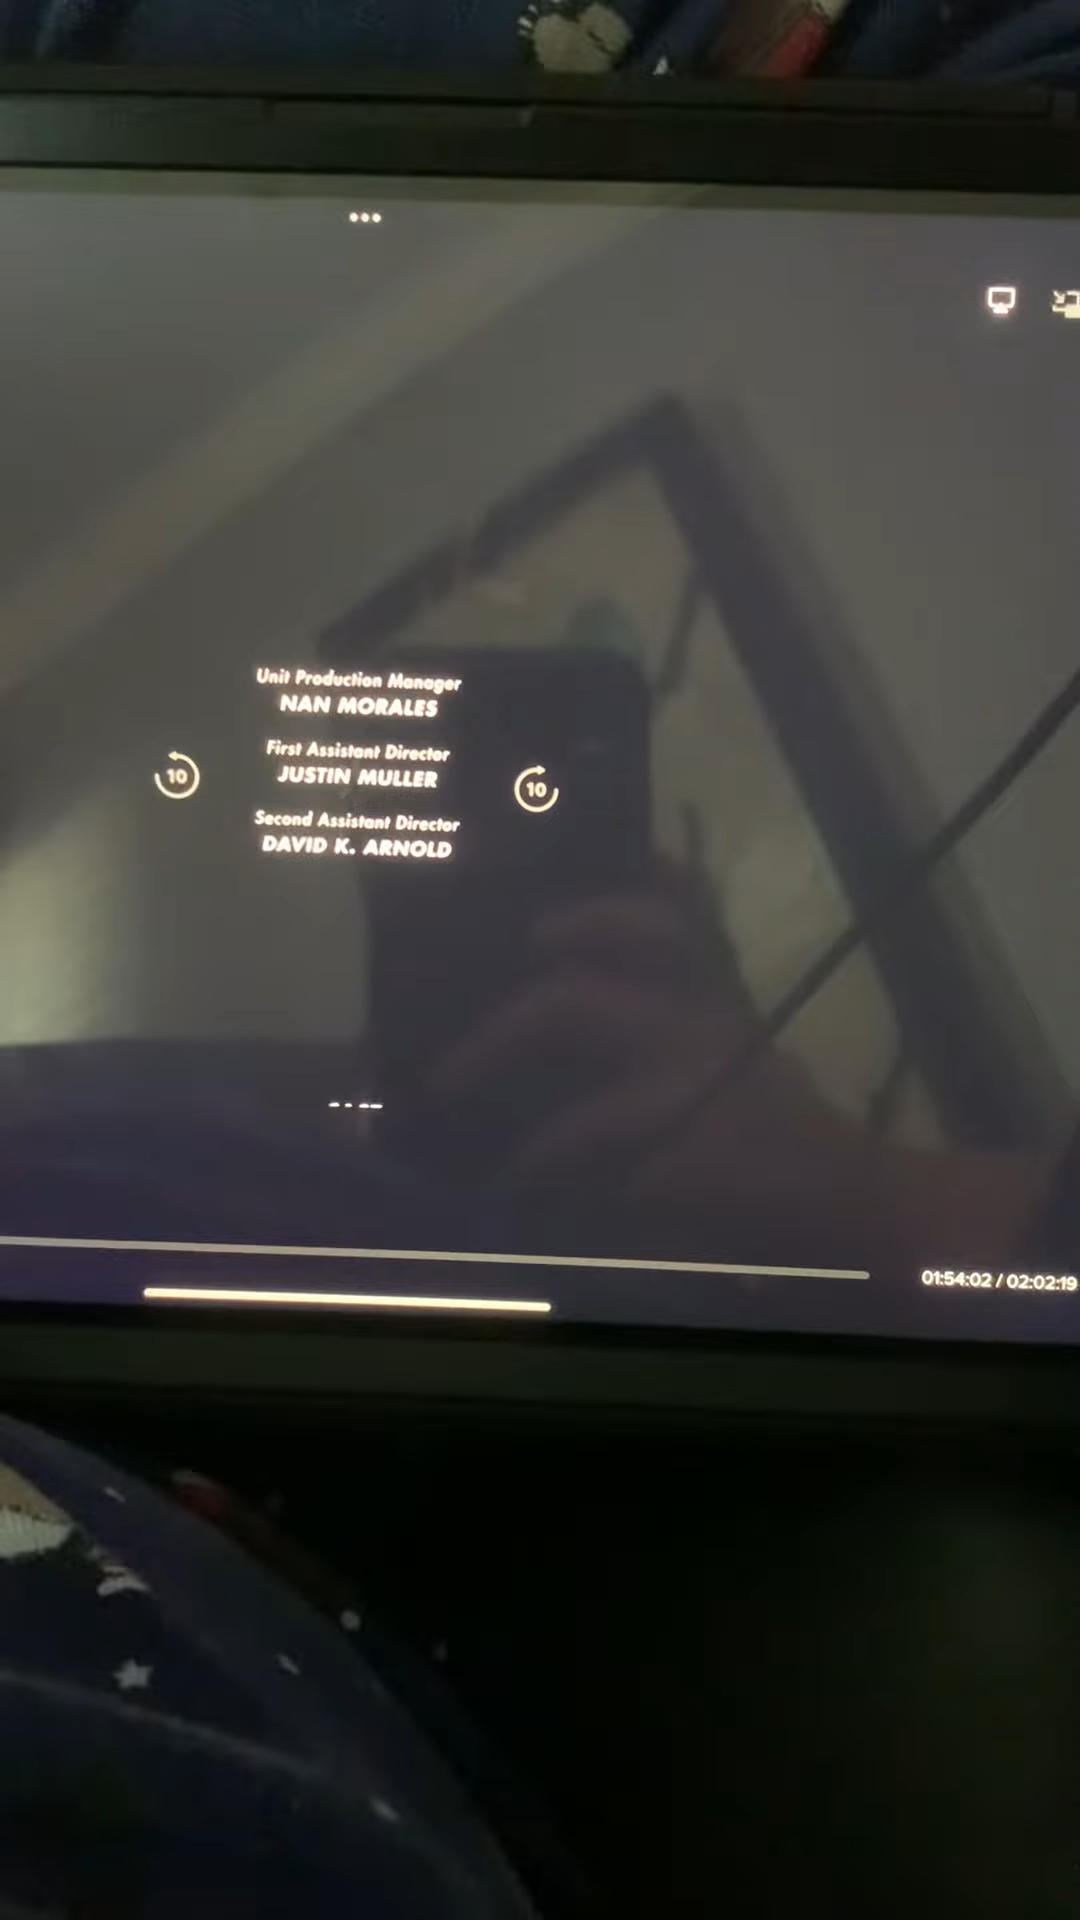 Unit Production Manager
NAN MORALES
First Assistant Director
JUSTIN MULLER
10
10
Second Assistant Director
DAVID K. ARNOLD
01:54:02 / 02:02:19